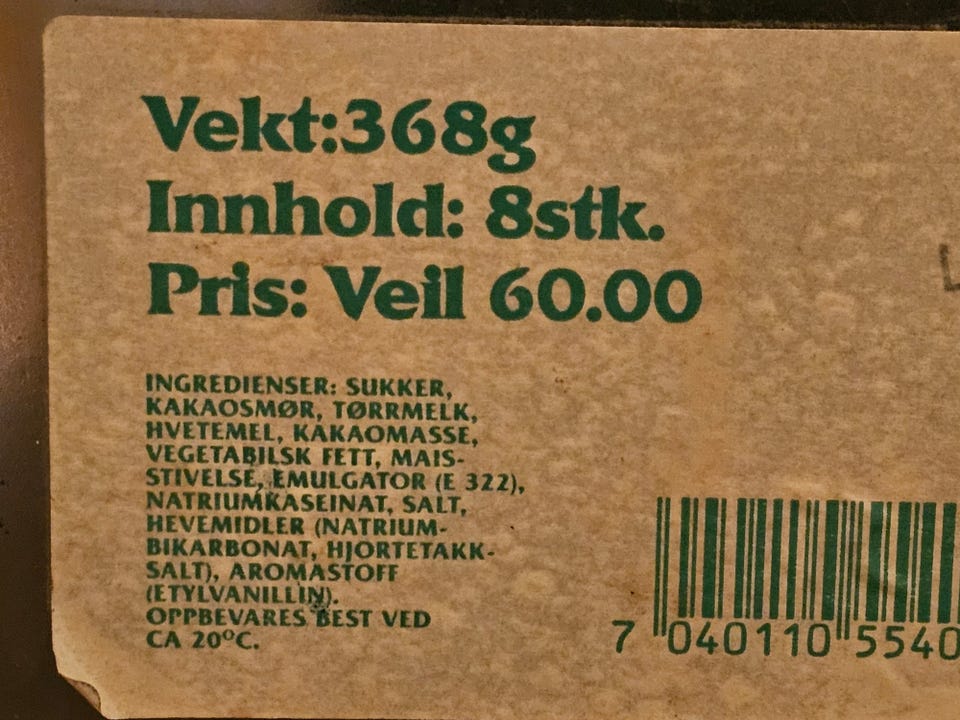 Vekt:368g
Innhold: 8stk.
Pris: Veil 60.00
INGREDIENSER: SUKKER,
KAKAOSMØR, TØRRMELK,
HVETEMEL, KAKAOMASSE,
VEGETABILSK FETT, MAIS-
STIVELSE, EMULGATOR (E 322),
NATRIUMKASEINAT, SALT,
HEVEMIDLER (NATRIUM-
BIKARBONAT, HJORTETAKK-
SALT), AROMASTOFF
(ETYLVANILLIN).
OPPBEVARES BEST VED
CA 20°C.
7 040110 5540